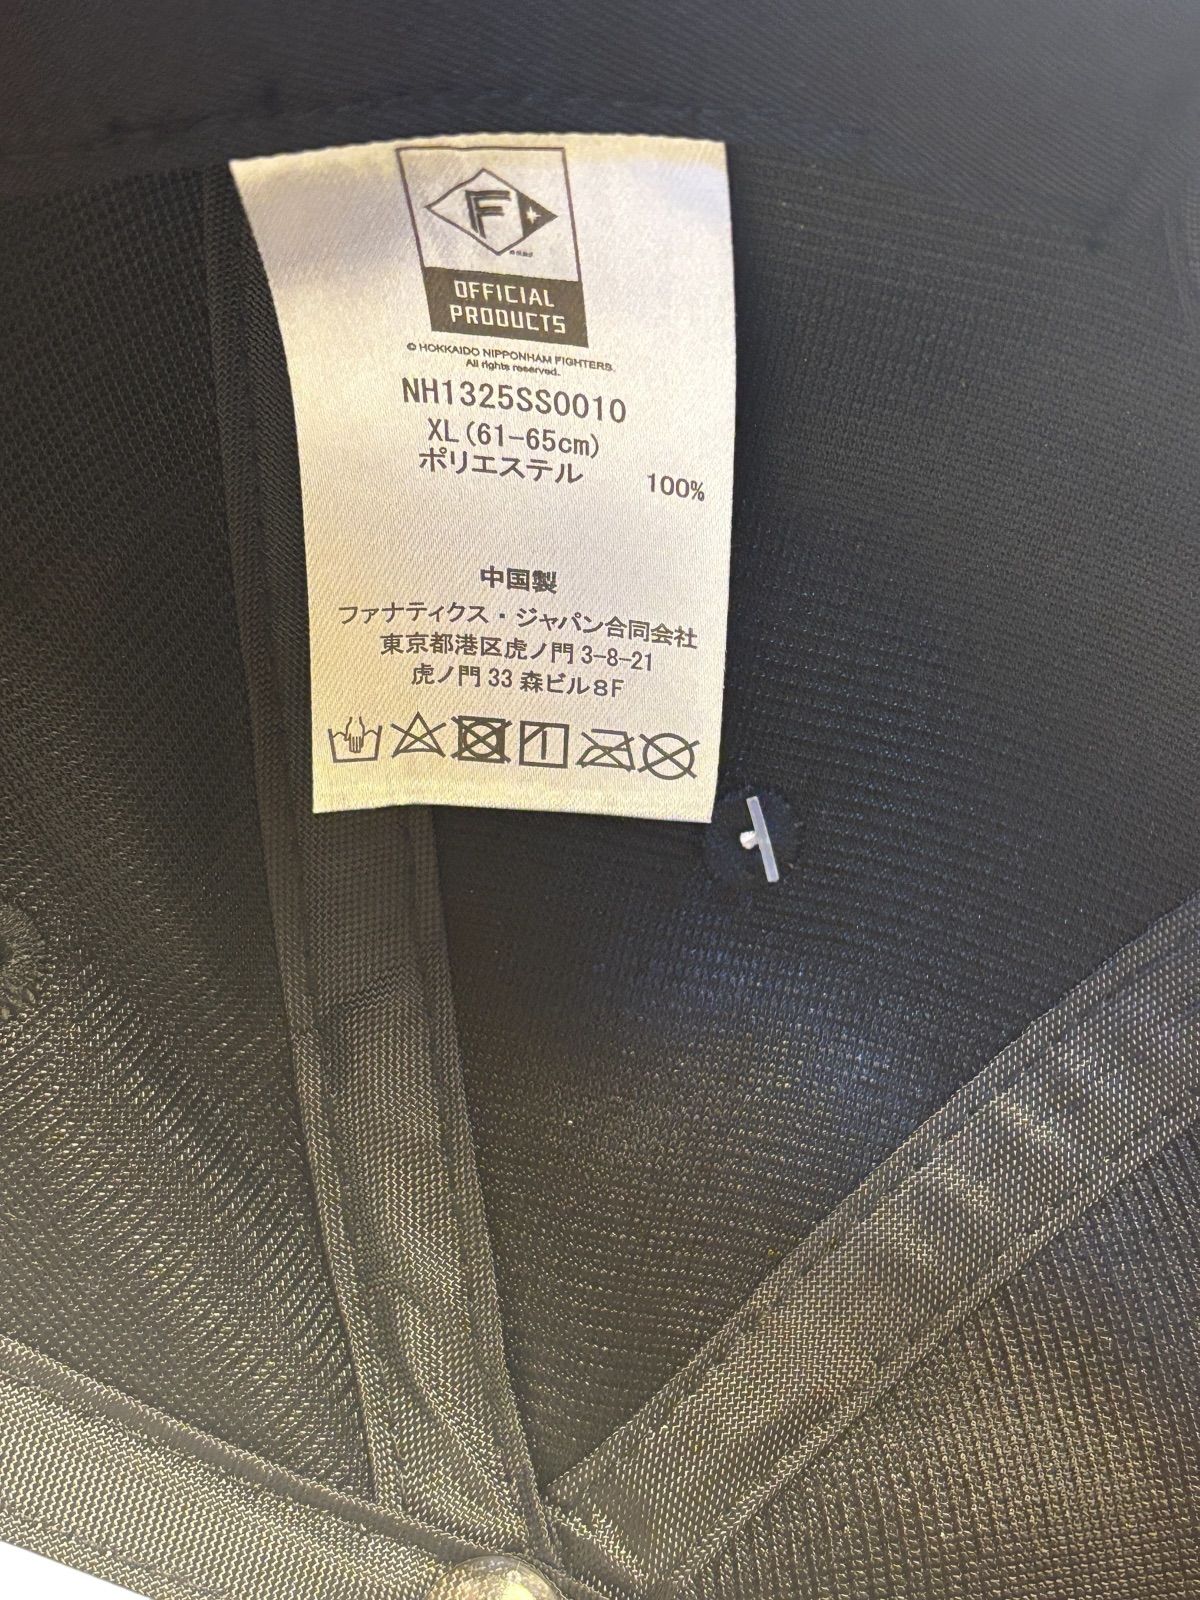 F
OFFICIAL
PRODUCTS
© HOKKAIDO NIPPONHAM FIGHTERS.
All rights reserved.
NH1325SS0010
XL(61-65cm)
ポリエステル 100%
中国製
ファナティクス・ジャパン合同会社
東京都港区虎ノ門 3-8-21
虎ノ門 33 森ビル8F